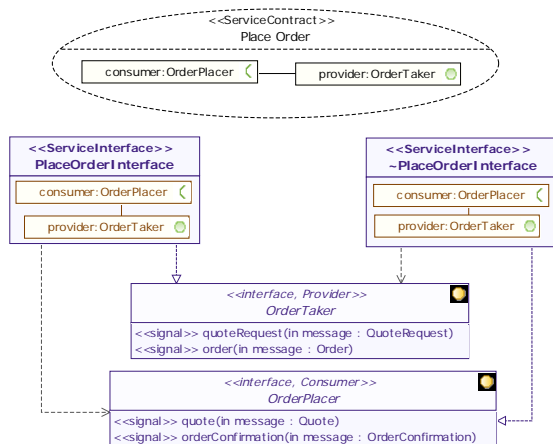 <<ServiceContract>>
Place Order
consumer:OrderPlacer
provider:OrderTaker
<<ServiceInterface>>
PlaceOrderInterface
consumer:OrderPlacer
provider:OrderTaker
<<ServiceInterface>>
~PlaceOrderInterface
consumer:OrderPlacer
provider:OrderTaker
<<interface, Provider>>
OrderTaker
<<signal>> quoteRequest(in message : QuoteRequest)
<<signal>> order(in message : Order)
<<interface, Consumer>>
OrderPlacer
<<signal>> quote(in message : Quote)
<<signal>> orderConfirmation(in message : OrderConfirmation)